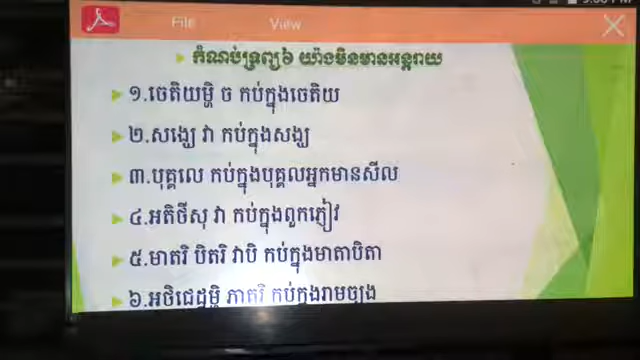 File View
កំណប់ទ្រព្យ៦ យ៉ាងមិនមានអន្តរាយ
១.ចេតិយម្ហិ ច កប់ក្នុងចេតិយ
២.សង្ឃេ វា កប់ក្នុងសង្ឃ
៣.បុគ្គលេ កប់ក្នុងបុគ្គលអ្នកមានសីល
៤.អតិថីសុ វា កប់ក្នុងពួកភ្ញៀវ
៥.មាតរិ បិតរិ វាបិ កប់ក្នុងមាតាបិតា
៦.អថិជេដ្ឋម្ហិ ភាតរិ កប់ក្នុងរាមច្បង